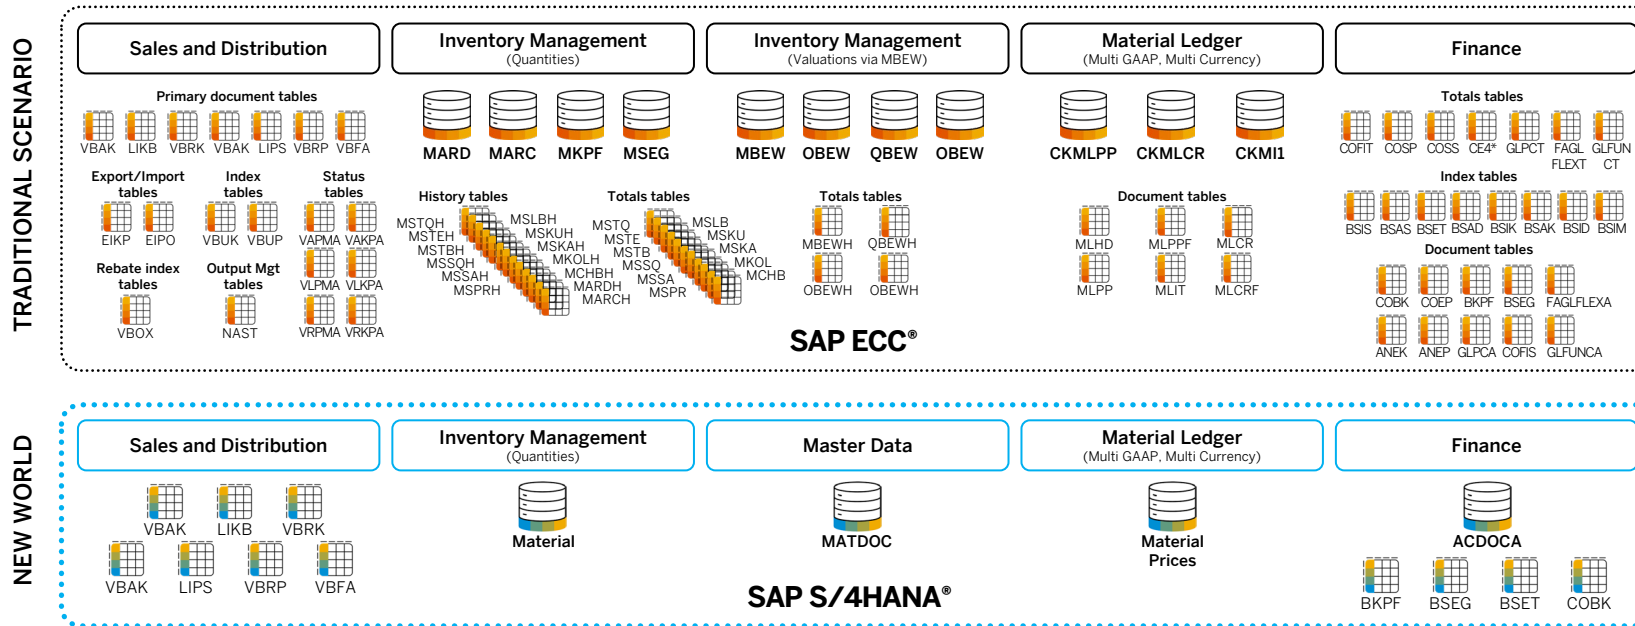 TRADITIONAL SCENARIO
Sales and Distribution
Primary document tables
VBAK LIKB VBRK VBAK LIPS VBRP VBFA
Export/Import tables
EIKP EIPO
Index tables
VBUK VBUP
Status tables
VAPMA VAKPA
VLPMA VLKPA
VRPMA VRKPA
Rebate index tables
VBOX
Output Mgt tables
NAST
Inventory Management
(Quantities)
MARD MARC MKPF MSEG
History tables
MSTQH
MSTEH
MSTBH
MSSQH
MSSAH
MSPRH
MSLBH
MSKUH
MSKAH
MKOLH
MCHBH
MARDH
MARCH
Totals tables
MSTQ
MSTE
MSTB
MSSQ
MSSA
MSPR
MSLB
MSKU
MSKA
MKOL
MCHB
Inventory Management
(Valuations via MBEW)
MBEW OBEW QBEW OBEW
Totals tables
MBEWH QBEWH
OBEWH OBEWH
Material Ledger
(Multi GAAP, Multi Currency)
CKMLPP CKMLCR CKMI1
Document tables
MLHD MLPPF MLCR
MLPP MLIT MLCRF
Finance
Totals tables
COFIT COSP COSS CE4* GLPCT FAGL FLEXT GLFUN CT
Index tables
BSIS BSAS BSET BSAD BSIK BSAK BSID BSIM
Document tables
COBK COEP BKPF BSEG FAGLFLEXA
ANEK ANEP GLPCA COFIS GLFUNCA
SAP ECC®
NEW WORLD
Sales and Distribution
VBAK LIKB VBRK
VBAK LIPS VBRP VBFA
Inventory Management
(Quantities)
Material
Master Data
MATDOC
Material Ledger
(Multi GAAP, Multi Currency)
Material
Prices
Finance
ACDOCA
BKPF BSEG BSET COBK
SAP S/4HANA®